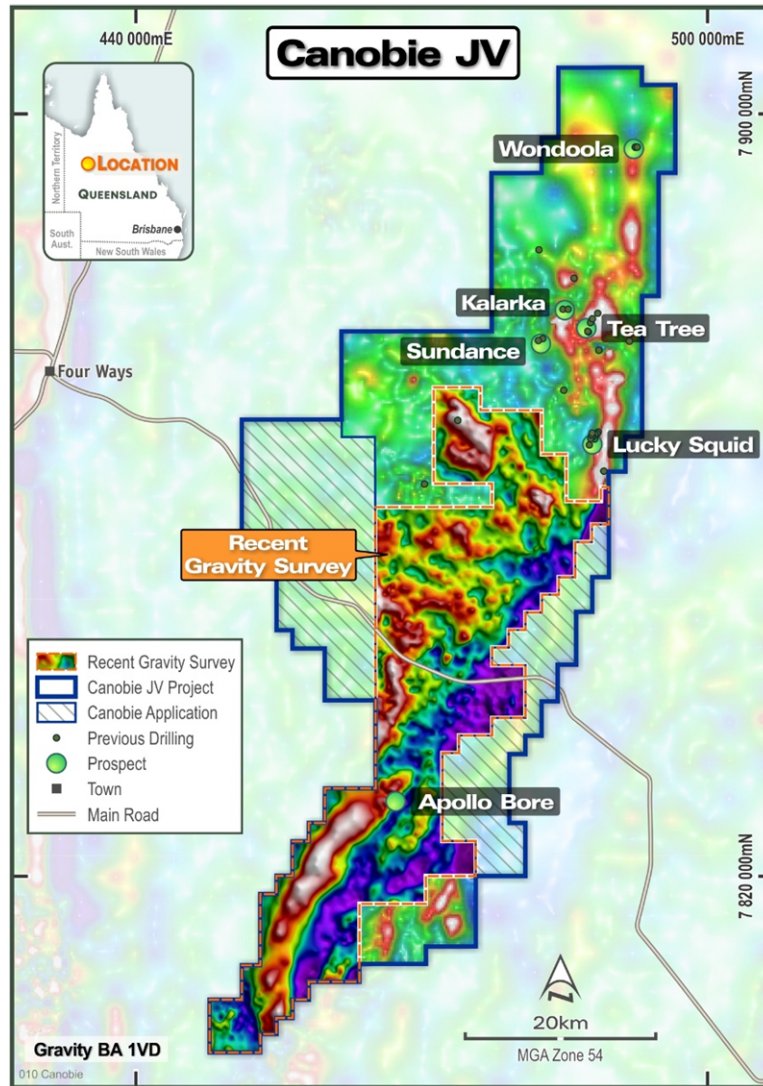 440 000mE
500 000mE
Canobie JV
7 900 000mN
LOCATION
Northern Territory
QUEENSLAND
Brisbane
South
Aust.
New South Wales
Wondoola
Kalarka
Tea Tree
Sundance
Four Ways
Lucky Squid
Recent
Gravity Survey
Recent Gravity Survey
Canobie JV Project
Canobie Application
Previous Drilling
Prospect
Town
Main Road
Apollo Bore
7 820 000mN
N
20km
MGA Zone 54
Gravity BA 1VD
010 Canobie